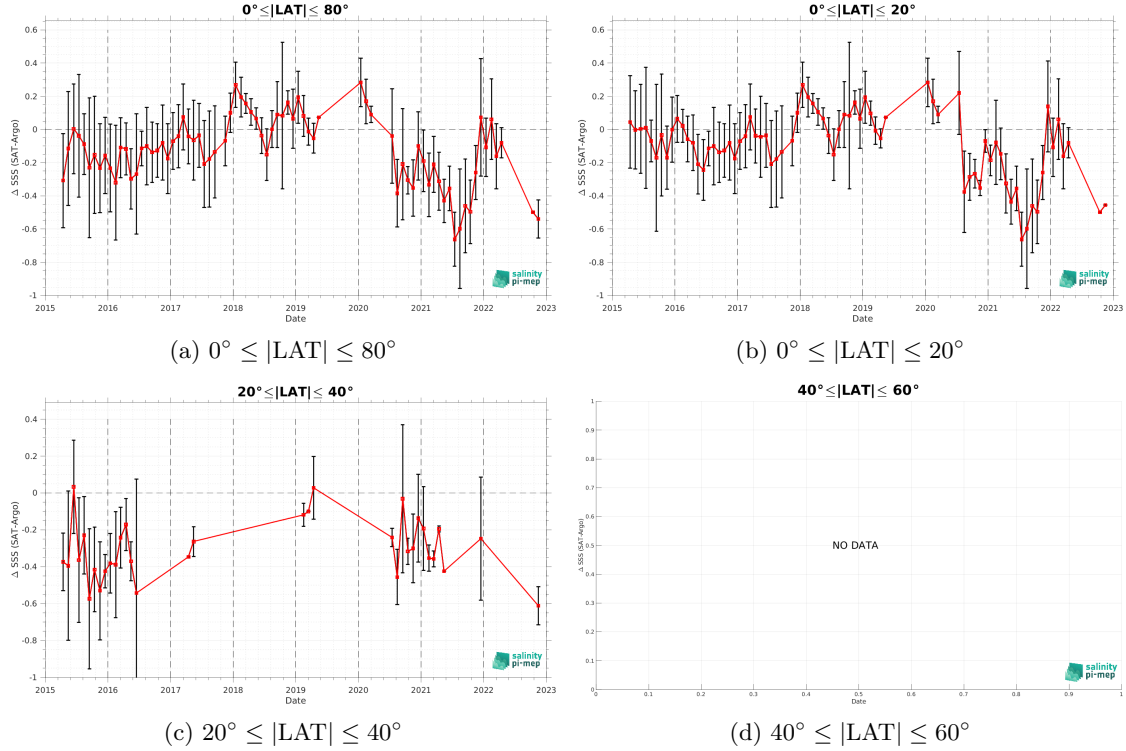 0°≤|LAT|≤ 80°
Δ SSS (SAT-Argo)
0.6
0.4
0.2
0
-0.2
-0.4
-0.6
-0.8
-1
2015 2016 2017 2018 2019 2020 2021 2022 2023
Date
salinity
pi-mep
(a) 0° ≤ |LAT| ≤ 80°
0°≤|LAT|≤ 20°
Δ SSS (SAT-Argo)
0.6
0.4
0.2
0
-0.2
-0.4
-0.6
-0.8
-1
2015 2016 2017 2018 2019 2020 2021 2022 2023
Date
salinity
pi-mep
(b) 0° ≤ |LAT| ≤ 20°
20°≤|LAT|≤ 40°
Δ SSS (SAT-Argo)
0.4
0.2
0
-0.2
-0.4
-0.6
-0.8
-1
2015 2016 2017 2018 2019 2020 2021 2022 2023
Date
salinity
pi-mep
(c) 20° ≤ |LAT| ≤ 40°
40°≤|LAT|≤ 60°
Δ SSS (SAT-Argo)
1
0.9
0.8
0.7
0.6
0.5
0.4
0.3
0.2
0.1
0
NO DATA
0 0.1 0.2 0.3 0.4 0.5 0.6 0.7 0.8 0.9 1
Date
salinity
pi-mep
(d) 40° ≤ |LAT| ≤ 60°